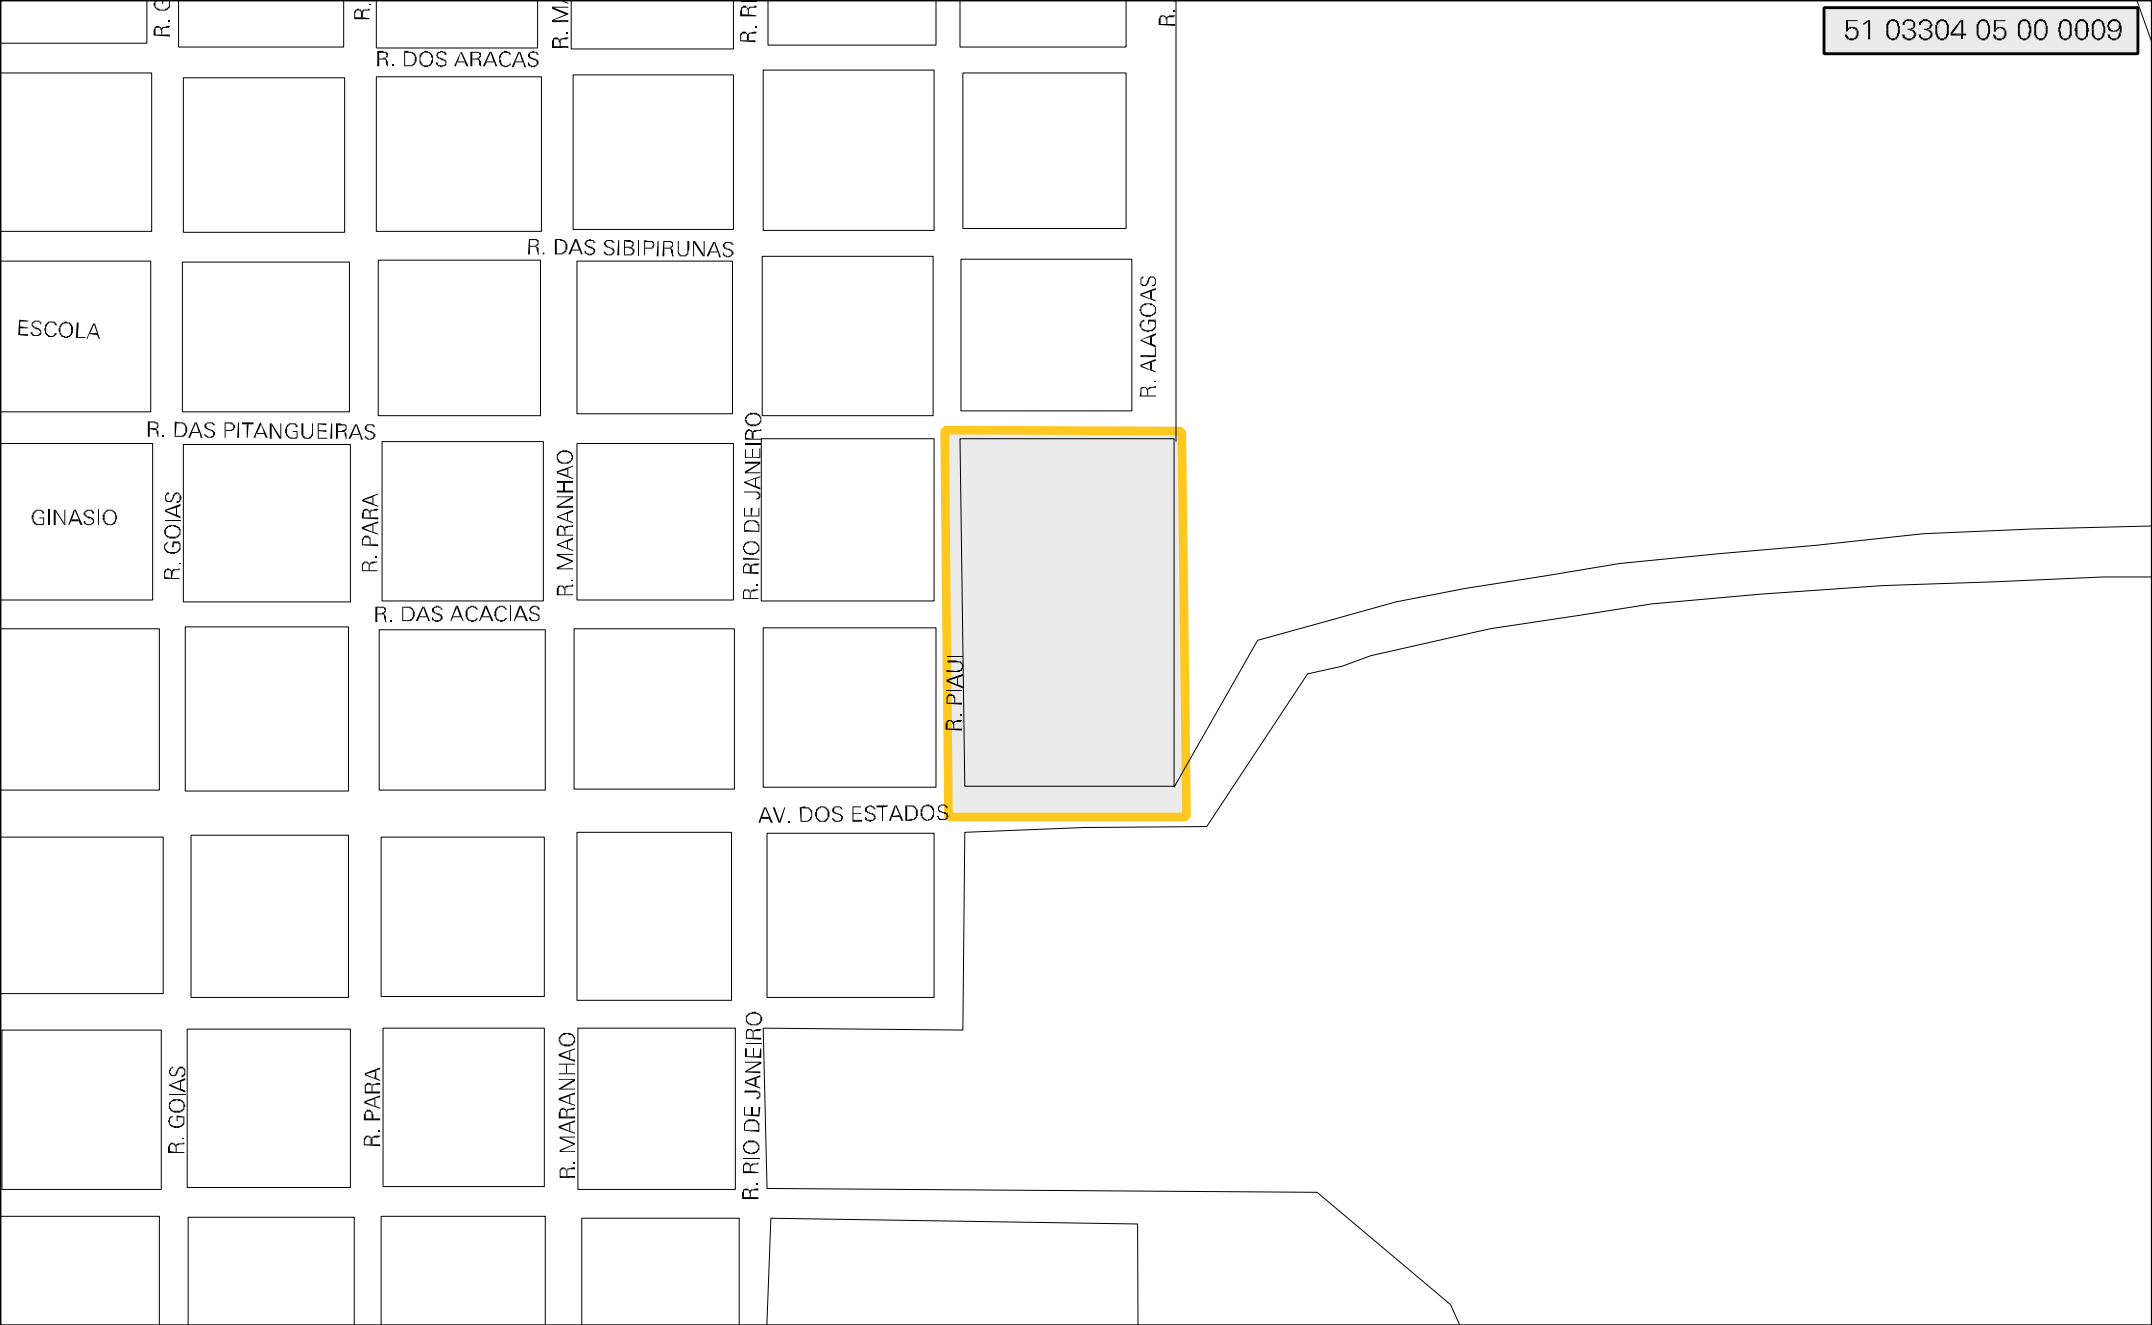 51 03304 05 00 0009
R. DOS ARACAS
R. DAS SIBIPIRUNAS
R. ALAGOAS
ESCOLA
R. DAS PITANGUEIRAS
GINASIO
R. GOIAS
R. PARA
R. MARANHAO
R. RIO DE JANEIRO
R. DAS ACACIAS
R. PIAUI
AV. DOS ESTADOS
R. GOIAS
R. PARA
R. MARANHAO
R. RIO DE JANEIRO